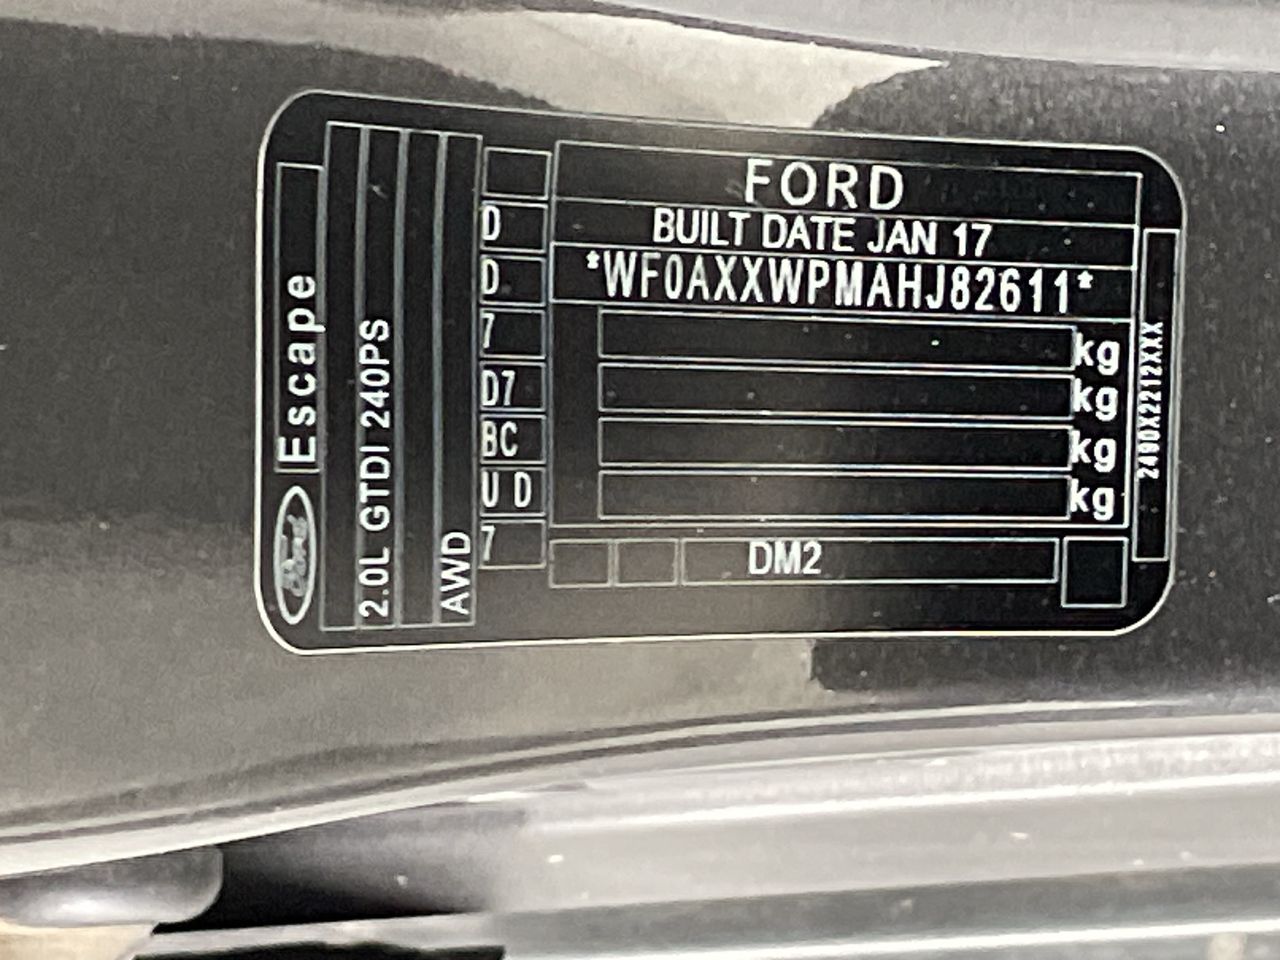 FORD
BUILT DATE JAN 17
*WF0AXXWPMAHJ82611*
kg
kg
kg
kg
DM2
D
D
7
D7
BC
U D
7
Ford Escape
2.0L GTDI 240PS
AWD
2490X2212XXX